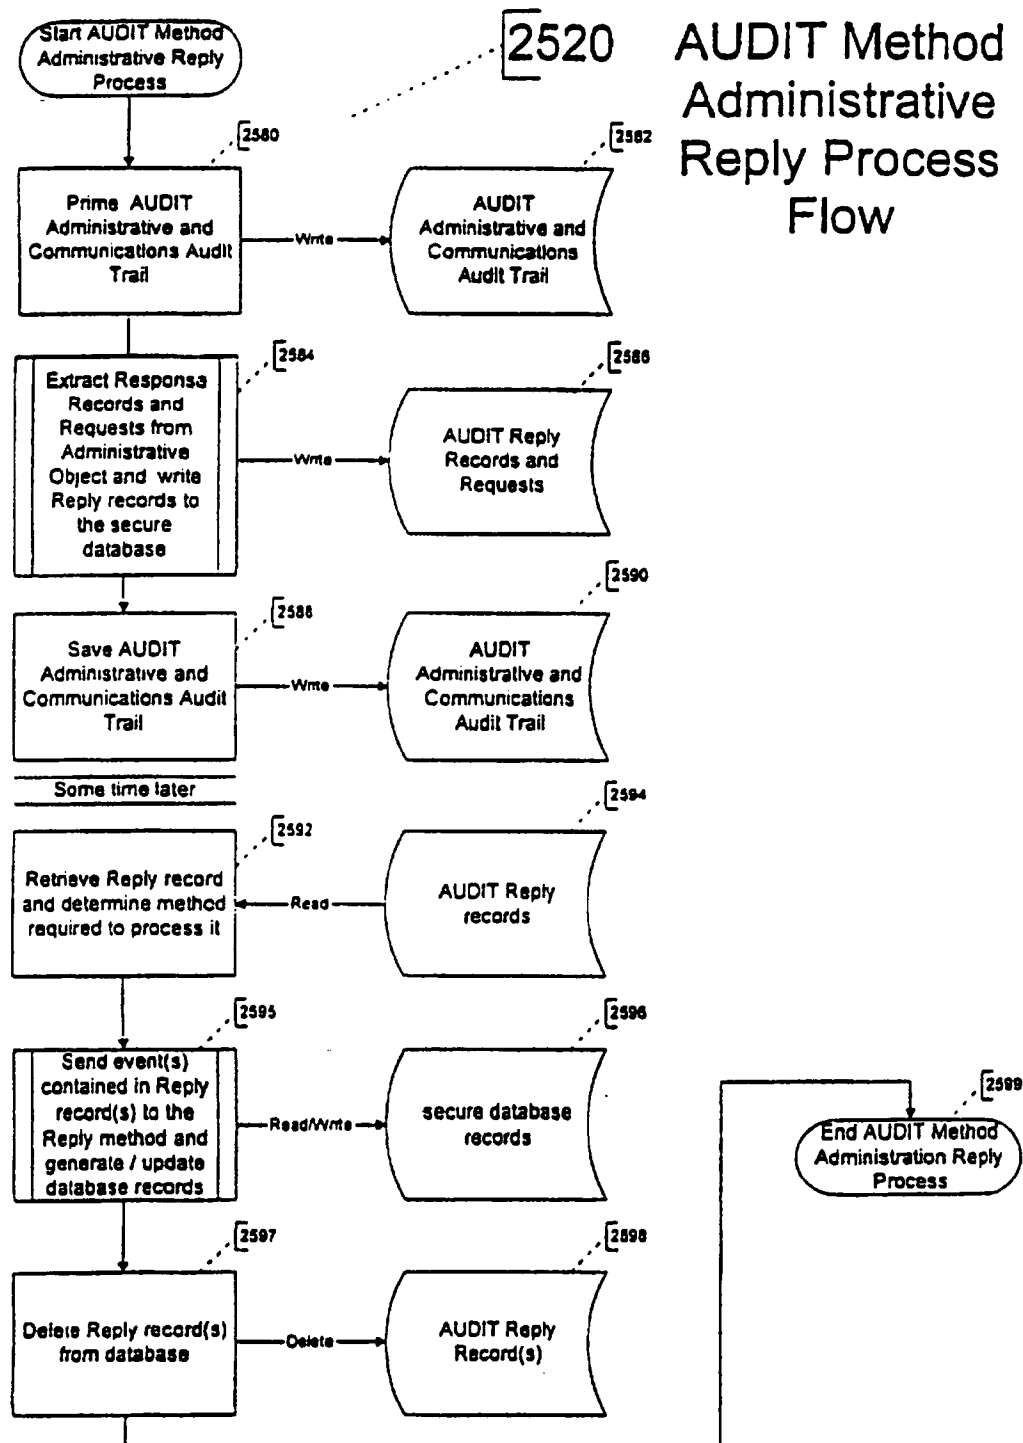 2520
AUDIT Method
Administrative
Reply Process
Flow
Start AUDIT Method
Administrative Reply
Process
2580
Prime AUDIT
Administrative and
Communications Audit
Trail
Write
2582
AUDIT
Administrative and
Communications
Audit Trail
2584
Extract Response
Records and
Requests from
Administrative
Object and write
Reply records to
the secure
database
Write
2586
AUDIT Reply
Records and
Requests
2588
Save AUDIT
Administrative and
Communications Audit
Trail
Write
2590
AUDIT
Administrative and
Communications
Audit Trail
Some time later
2592
Retrieve Reply record
and determine method
required to process it
Read
2594
AUDIT Reply
records
2595
Send event(s)
contained in Reply
record(s) to the
Reply method and
generate / update
database records
Read/Write
2596
secure database
records
2597
Delete Reply record(s)
from database
Delete
2598
AUDIT Reply
Record(s)
2599
End AUDIT Method
Administration Reply
Process